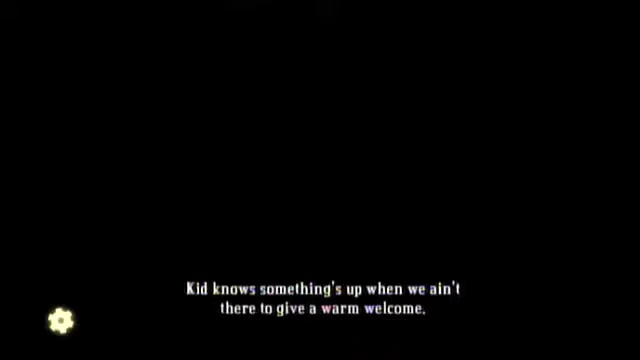 Kid knows something's up when we ain't
there to give a warm welcome.